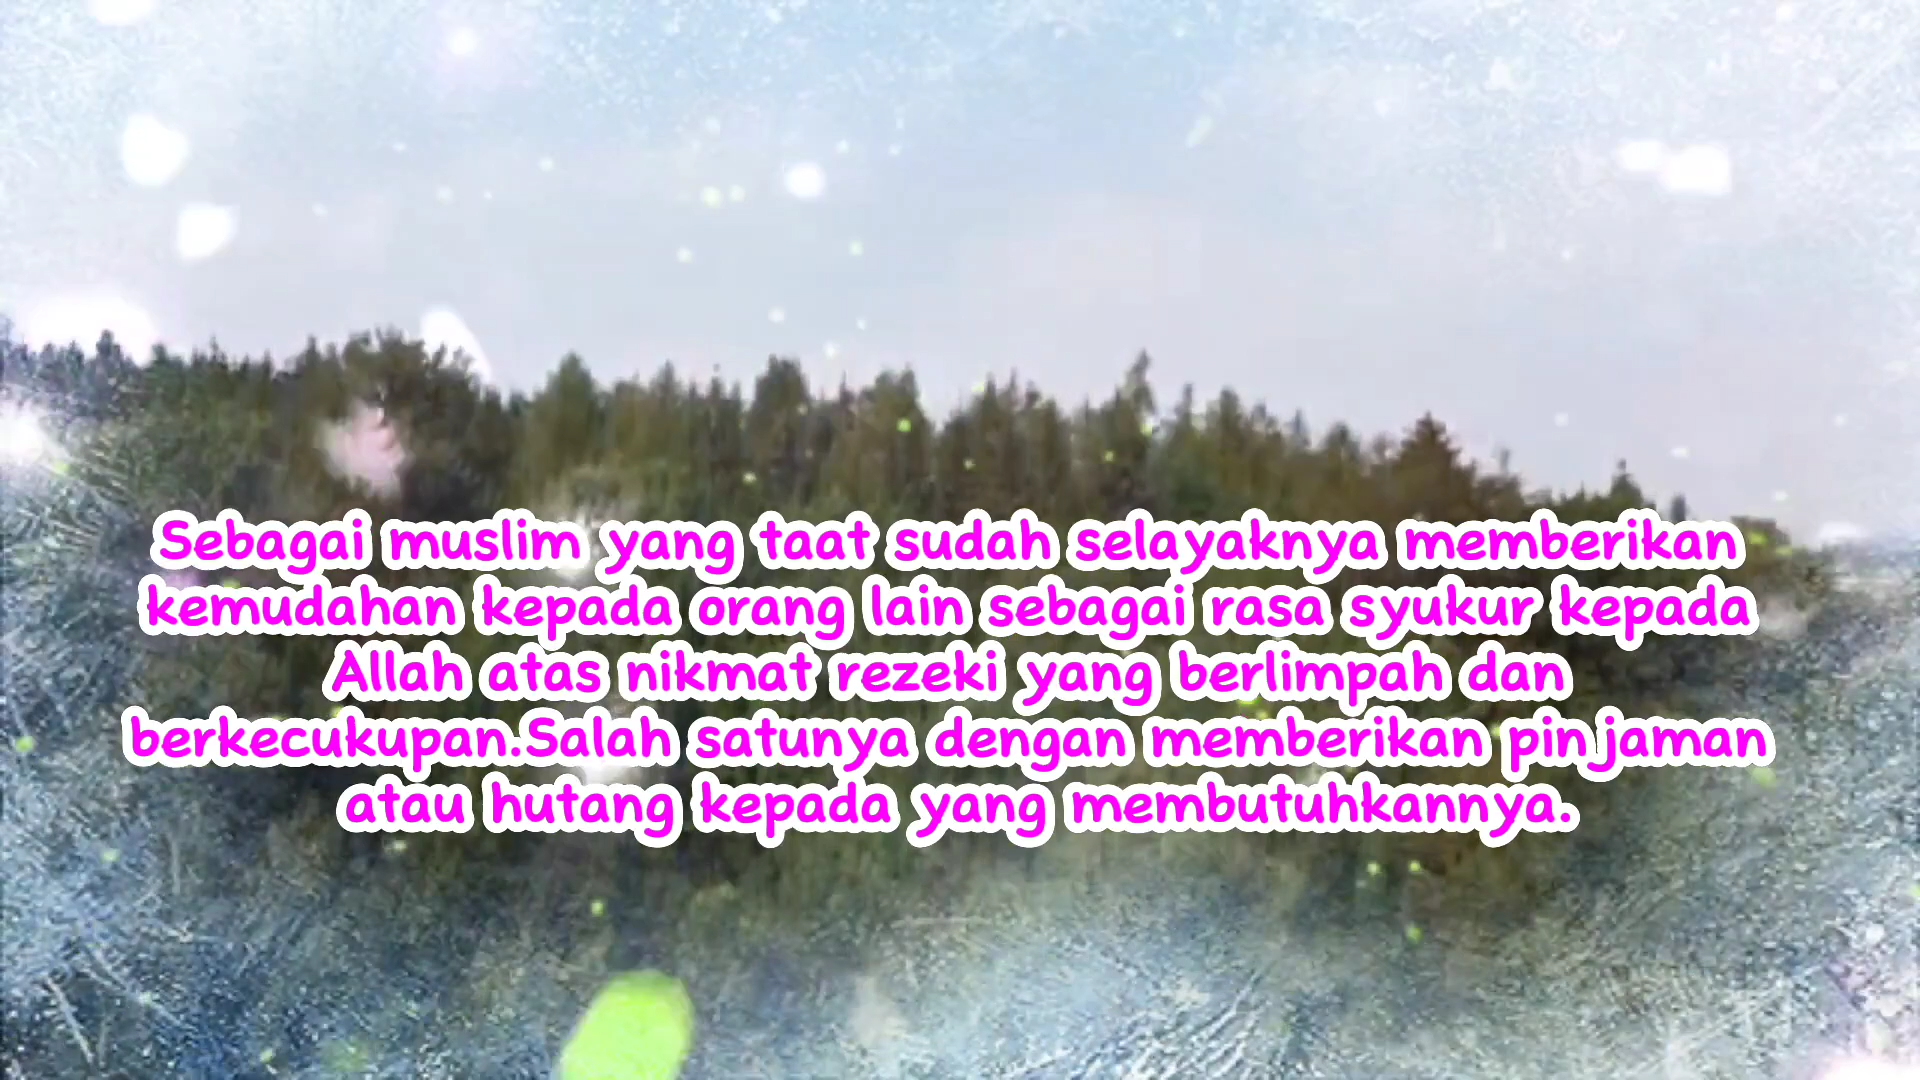 Sebagai muslim yang taat sudah selayaknya memberikan
kemudahan kepada orang lain sebagai rasa syukur kepada
Allah atas nikmat rezeki yang berlimpah dan
berkecukupan.Salah satunya dengan memberikan pinjaman
atau hutang kepada yang membutuhkannya.